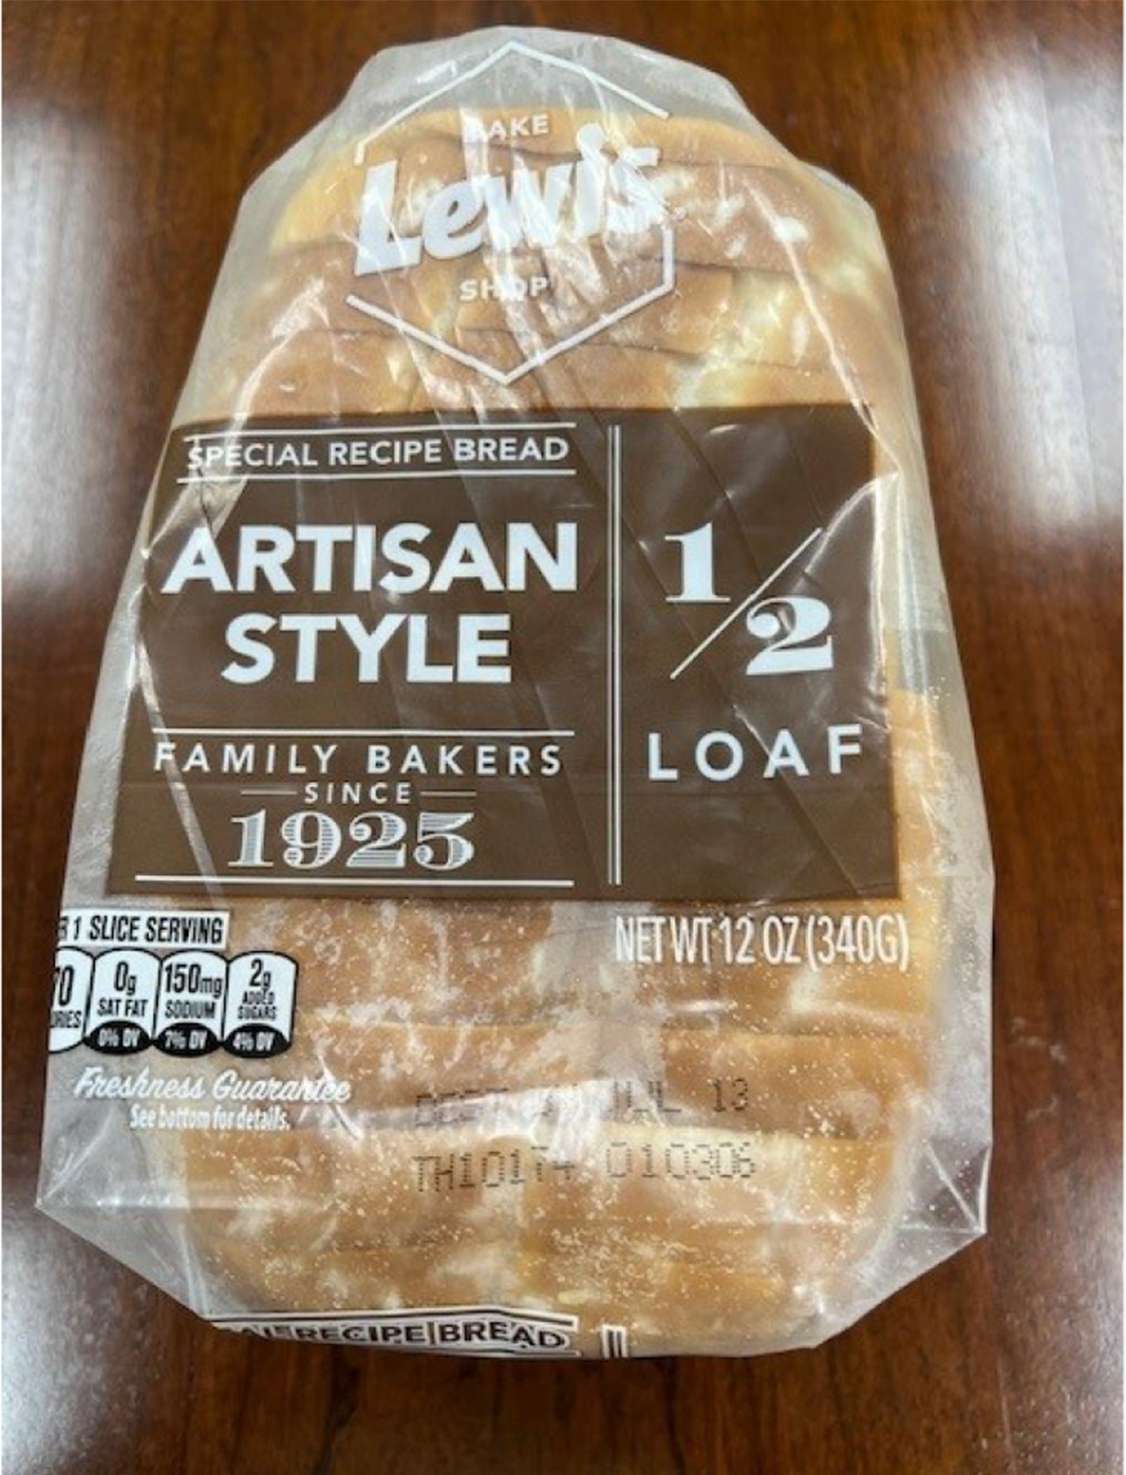 BAKE
Lewis
SHOP
SPECIAL RECIPE BREAD
ARTISAN
STYLE
FAMILY BAKERS
SINCE
1925
1/2
LOAF
NET WT 12 OZ (340G)
1 SLICE SERVING
0g
SAT FAT
0% DV
150mg
SODIUM
7% DV
2g
ADDED
SUGARS
4% DV
Freshness Guarantee
See bottom for details.
JUL 13
010306
RECIPE BREAD